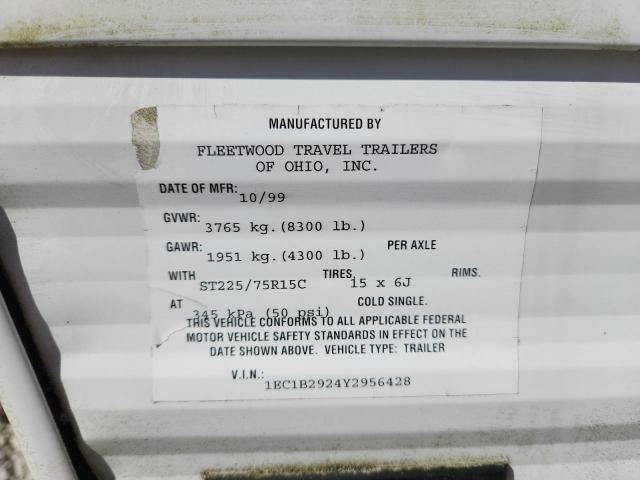 MANUFACTURED BY
FLEETWOOD TRAVEL TRAILERS
OF OHIO, INC.
DATE OF MFR: 10/99
GVWR: 3765 kg.(8300 lb.)
GAWR: 1951 kg.(4300 lb.) PER AXLE
WITH ST225/75R15C TIRES, 15 x 6J RIMS.
AT 345 kPa (50 psi) COLD SINGLE.
THIS VEHICLE CONFORMS TO ALL APPLICABLE FEDERAL
MOTOR VEHICLE SAFETY STANDARDS IN EFFECT ON THE
DATE SHOWN ABOVE. VEHICLE TYPE: TRAILER
V.I.N.: 1EC1B2924Y2956428